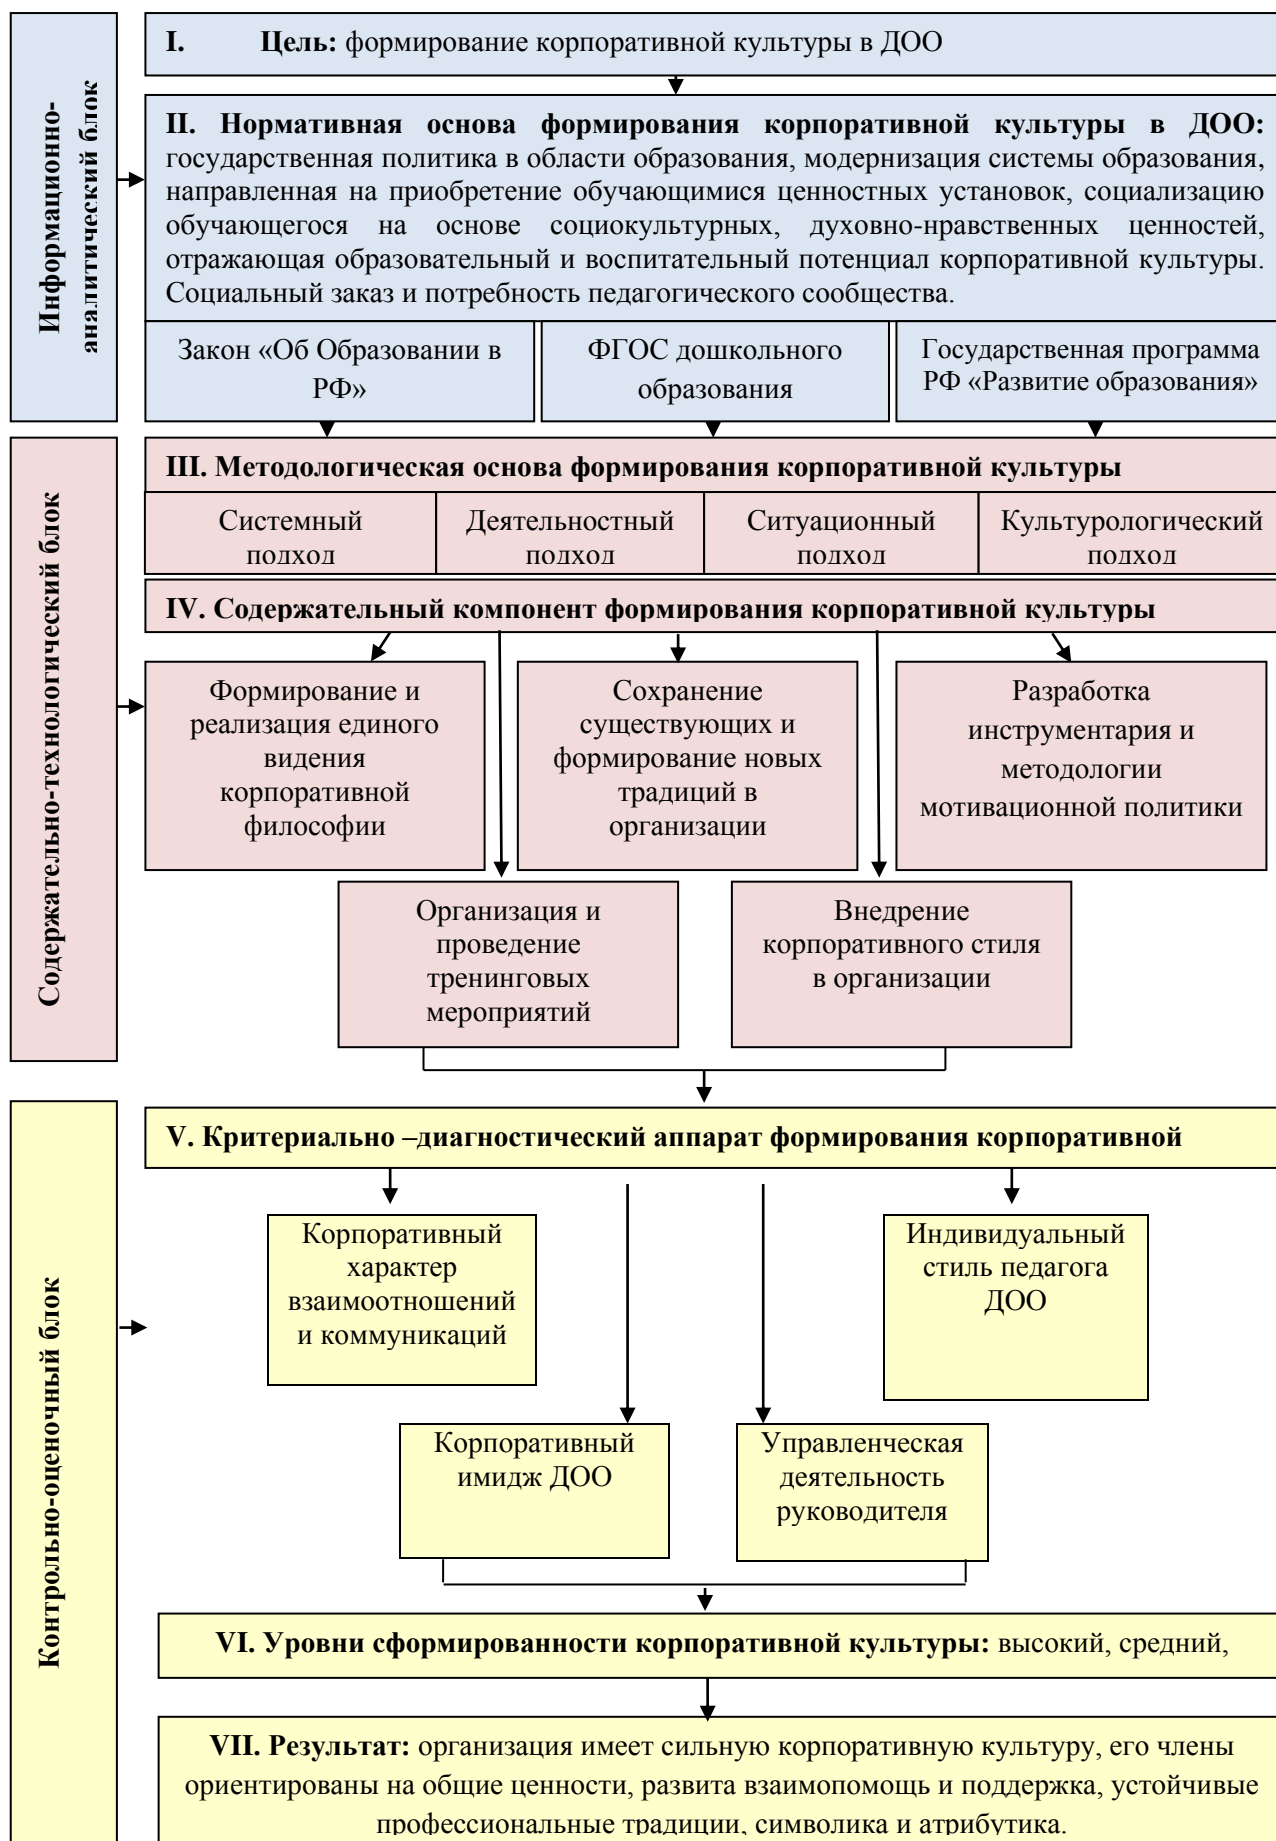 Информационно-
аналитический блок
I. Цель: формирование корпоративной культуры в ДОО
II. Нормативная основа формирования корпоративной культуры в ДОО:
государственная политика в области образования, модернизация системы образования,
направленная на приобретение обучающимися ценностных установок, социализацию
обучающегося на основе социокультурных, духовно-нравственных ценностей,
отражающая образовательный и воспитательный потенциал корпоративной культуры.
Социальный заказ и потребность педагогического сообщества.
Закон «Об Образовании в
РФ»
ФГОС дошкольного
образования
Государственная программа
РФ «Развитие образования»
Содержательно-технологический блок
III. Методологическая основа формирования корпоративной культуры
Системный
подход
Деятельностный
подход
Ситуационный
подход
Культурологический
подход
IV. Содержательный компонент формирования корпоративной культуры
Формирование и
реализация единого
видения
корпоративной
философии
Сохранение
существующих и
формирование новых
традиций в
организации
Разработка
инструментария и
методологии
мотивационной политики
Организация и
проведение
тренинговых
мероприятий
Внедрение
корпоративного стиля
в организации
Контрольно-оценочный блок
V. Критериально –диагностический аппарат формирования корпоративной
Корпоративный
характер
взаимоотношений
и коммуникаций
Индивидуальный
стиль педагога
ДОО
Корпоративный
имидж ДОО
Управленческая
деятельность
руководителя
VI. Уровни сформированности корпоративной культуры: высокий, средний,
VII. Результат: организация имеет сильную корпоративную культуру, его члены
ориентированы на общие ценности, развита взаимопомощь и поддержка, устойчивые
профессиональные традиции, символика и атрибутика.